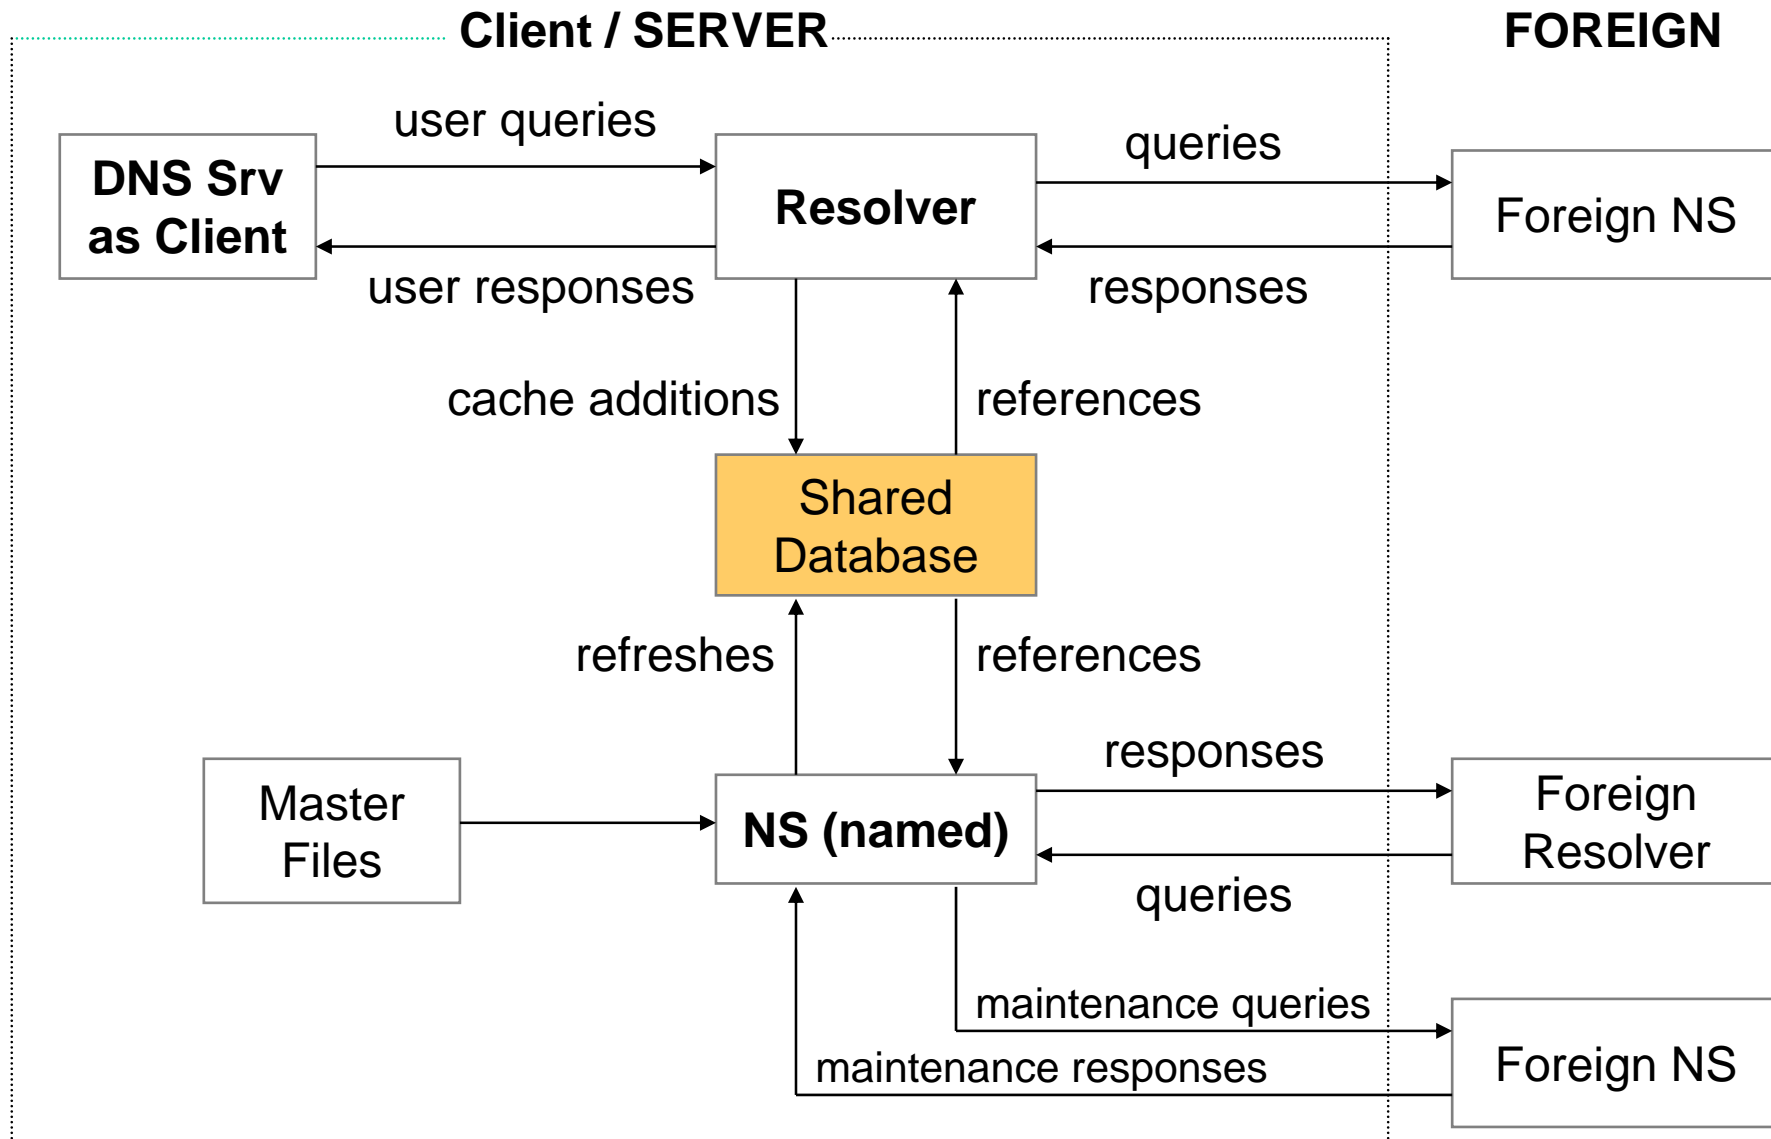 Client / SERVER
FOREIGN
user queries
queries
DNS Srv
as Client
Resolver
Foreign NS
user responses
responses
cache additions
references
Shared
Database
refreshes
references
responses
Master
Files
NS (named)
Foreign
Resolver
queries
maintenance queries
maintenance responses
Foreign NS